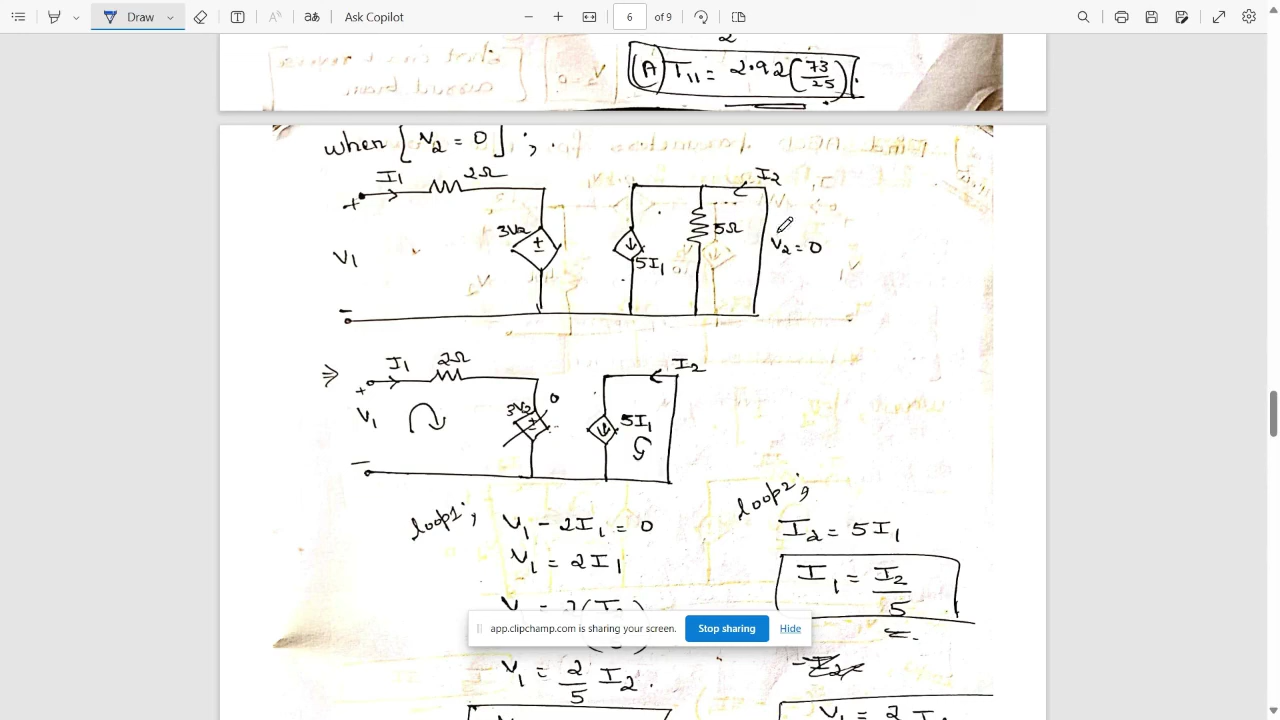 Draw
Ask Copilot
6 of 9
2
(A) T11 = 2.92 (73/25).
when [V2 = 0];.
I1 2Ω I2
+
3V2 ± 5I1 5Ω V2 = 0
V1
-
⇒ I1 2Ω I2
+
V1 3V2 ± 0 5I1
-
loop1; loop2;
V1 - 2I1 = 0 I2 = 5I1
V1 = 2I1 I1 = I2/5
app.clipchamp.com is sharing your screen. Stop sharing Hide
-I2
V1 = 2/5 I2.
V1 = 2